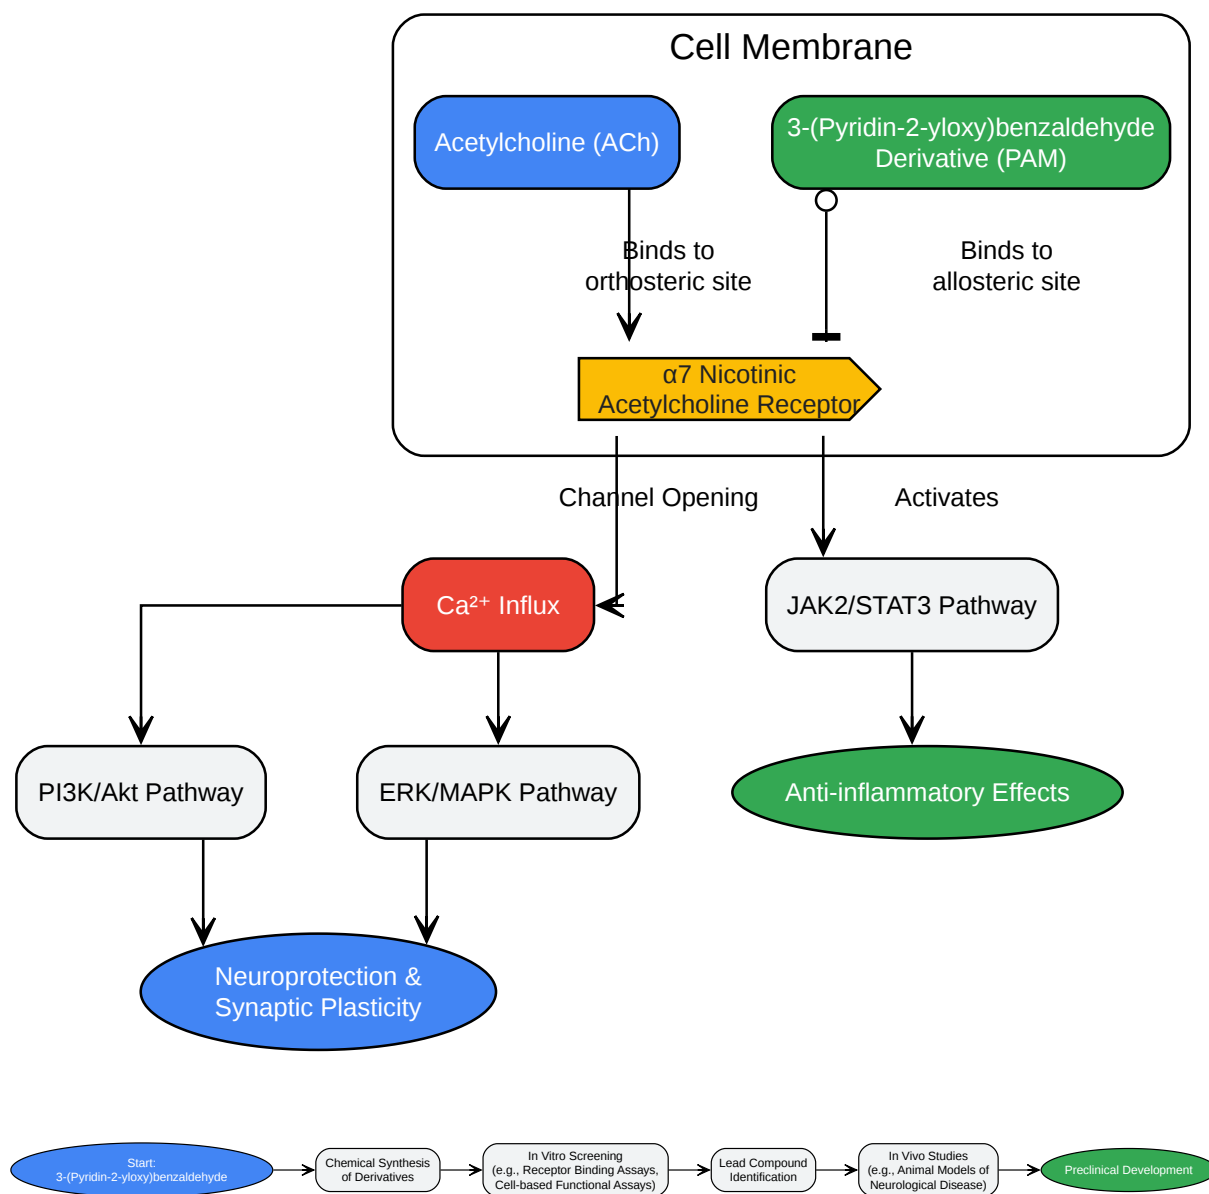 Cell Membrane
Acetylcholine (ACh)
3-(Pyridin-2-yloxy)benzaldehyde
Derivative (PAM)
Binds to
orthosteric site
Binds to
allosteric site
α7 Nicotinic
Acetylcholine Receptor
Channel Opening
Activates
Ca²⁺ Influx
JAK2/STAT3 Pathway
PI3K/Akt Pathway
ERK/MAPK Pathway
Anti-inflammatory Effects
Neuroprotection &
Synaptic Plasticity
Start:
3-(Pyridin-2-yloxy)benzaldehyde
Chemical Synthesis
of Derivatives
In Vitro Screening
(e.g., Receptor Binding Assays,
Cell-based Functional Assays)
Lead Compound
Identification
In Vivo Studies
(e.g., Animal Models of
Neurological Disease)
Preclinical Development